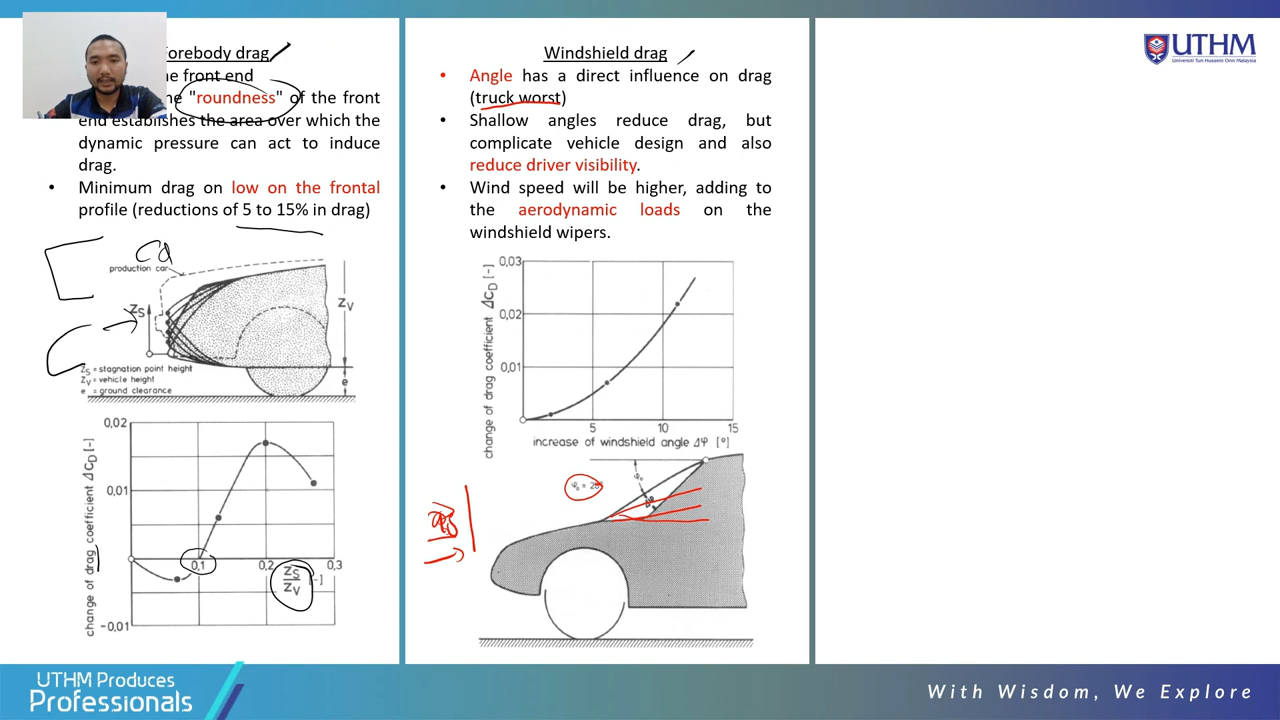 Forebody drag
he front end
he "roundness" of the front
end establishes the area over which the
dynamic pressure can act to induce
drag.
• Minimum drag on low on the frontal
profile (reductions of 5 to 15% in drag)
Cd
production car
Zs
Zv
e
Zs = stagnation point height
Zv = vehicle height
e = ground clearance
change of drag coefficient ΔCD [-]
0,02
0,01
0,1
0,2
0,3
-0,01
Zs
Zv
[-]
Windshield drag
• Angle has a direct influence on drag
(truck worst)
• Shallow angles reduce drag, but
complicate vehicle design and also
reduce driver visibility.
• Wind speed will be higher, adding to
the aerodynamic loads on the
windshield wipers.
change of drag coefficient ΔCD [-]
0,03
0,02
0,01
5
10
15
increase of windshield angle Δφ [°]
UTHM
Universiti Tun Hussein Onn Malaysia
UTHM Produces
Professionals
With Wisdom, We Explore